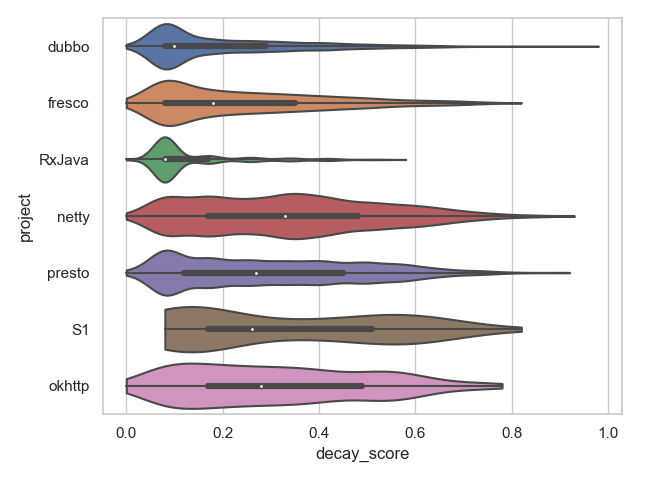 dubbo
fresco
RxJava
netty
presto
S1
okhttp
project
0.0 0.2 0.4 0.6 0.8 1.0
decay_score